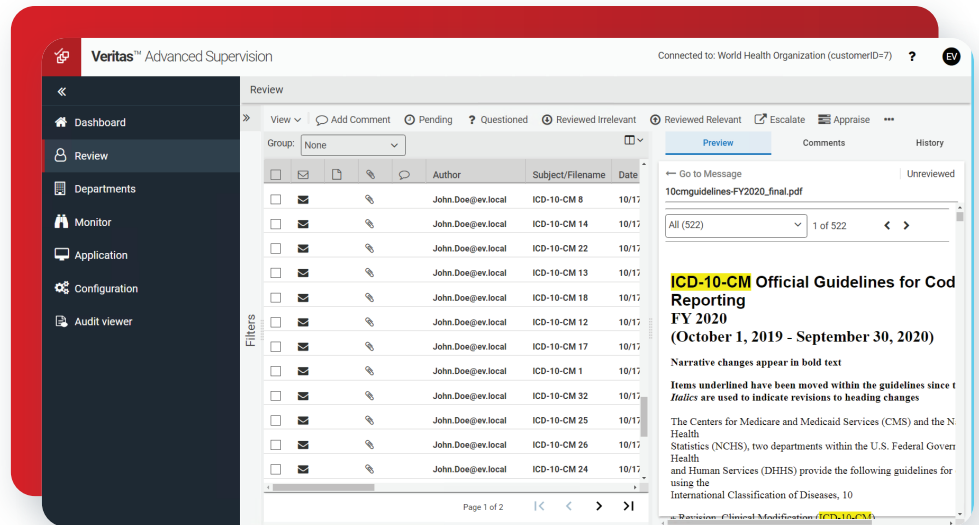 Veritas™ Advanced Supervision
Connected to: World Health Organization (customerID=7) ? EV
«
Dashboard
Review
Departments
Monitor
Application
Configuration
Audit viewer
Review
»
View Add Comment Pending ? Questioned Reviewed Irrelevant Reviewed Relevant Escalate Appraise •••
Group: None
Filters
Author Subject/Filename Date
John.Doe@ev.local ICD-10-CM 8 10/17
John.Doe@ev.local ICD-10-CM 14 10/17
John.Doe@ev.local ICD-10-CM 22 10/17
John.Doe@ev.local ICD-10-CM 13 10/17
John.Doe@ev.local ICD-10-CM 18 10/17
John.Doe@ev.local ICD-10-CM 12 10/17
John.Doe@ev.local ICD-10-CM 17 10/17
John.Doe@ev.local ICD-10-CM 1 10/17
John.Doe@ev.local ICD-10-CM 32 10/17
John.Doe@ev.local ICD-10-CM 25 10/17
John.Doe@ev.local ICD-10-CM 26 10/17
John.Doe@ev.local ICD-10-CM 24 10/17
Page 1 of 2
Preview Comments History
← Go to Message Unreviewed
10cmguidelines-FY2020_final.pdf
All (522) 1 of 522
ICD-10-CM Official Guidelines for Cod
Reporting
FY 2020
(October 1, 2019 - September 30, 2020)
Narrative changes appear in bold text
Items underlined have been moved within the guidelines since t
Italics are used to indicate revisions to heading changes
The Centers for Medicare and Medicaid Services (CMS) and the N
Health
Statistics (NCHS), two departments within the U.S. Federal Govern
Health
and Human Services (DHHS) provide the following guidelines for
using the
International Classification of Diseases, 10
Revision, Clinical Modification (ICD-10-CM)